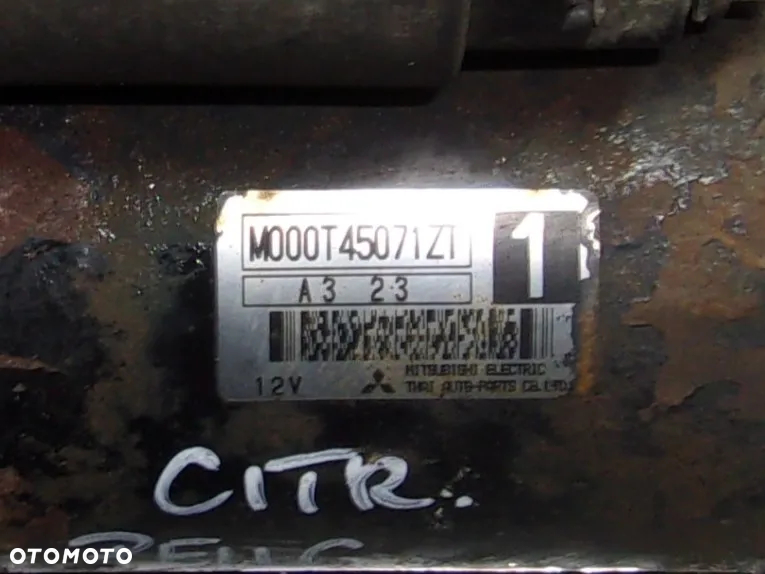 M000T45071ZT
1
A3 23
12V
MITSUBISHI ELECTRIC
THAI AUTO-PARTS CO.LTD.
CITR.
OTOMOTO